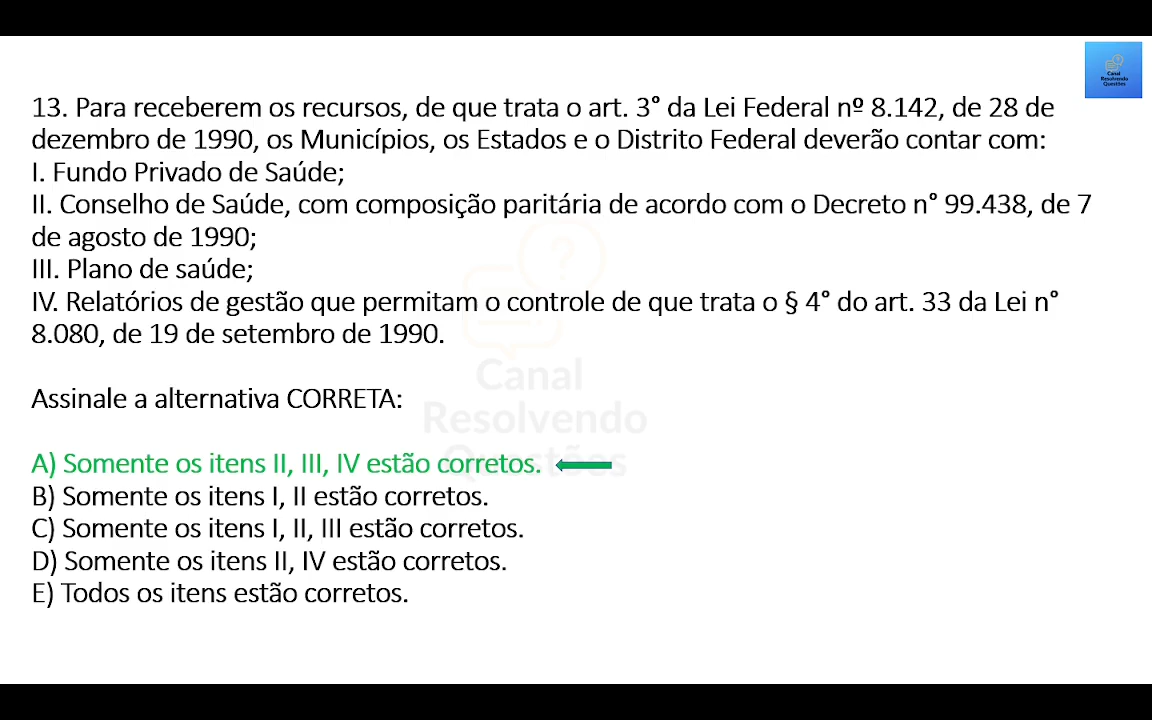 Canal
Resolvendo
Questões
13. Para receberem os recursos, de que trata o art. 3° da Lei Federal nº 8.142, de 28 de
dezembro de 1990, os Municípios, os Estados e o Distrito Federal deverão contar com:
I. Fundo Privado de Saúde;
II. Conselho de Saúde, com composição paritária de acordo com o Decreto n° 99.438, de 7
de agosto de 1990;
III. Plano de saúde;
IV. Relatórios de gestão que permitam o controle de que trata o § 4° do art. 33 da Lei n°
8.080, de 19 de setembro de 1990.
Canal
Resolvendo
Questões
Assinale a alternativa CORRETA:
A) Somente os itens II, III, IV estão corretos.
B) Somente os itens I, II estão corretos.
C) Somente os itens I, II, III estão corretos.
D) Somente os itens II, IV estão corretos.
E) Todos os itens estão corretos.